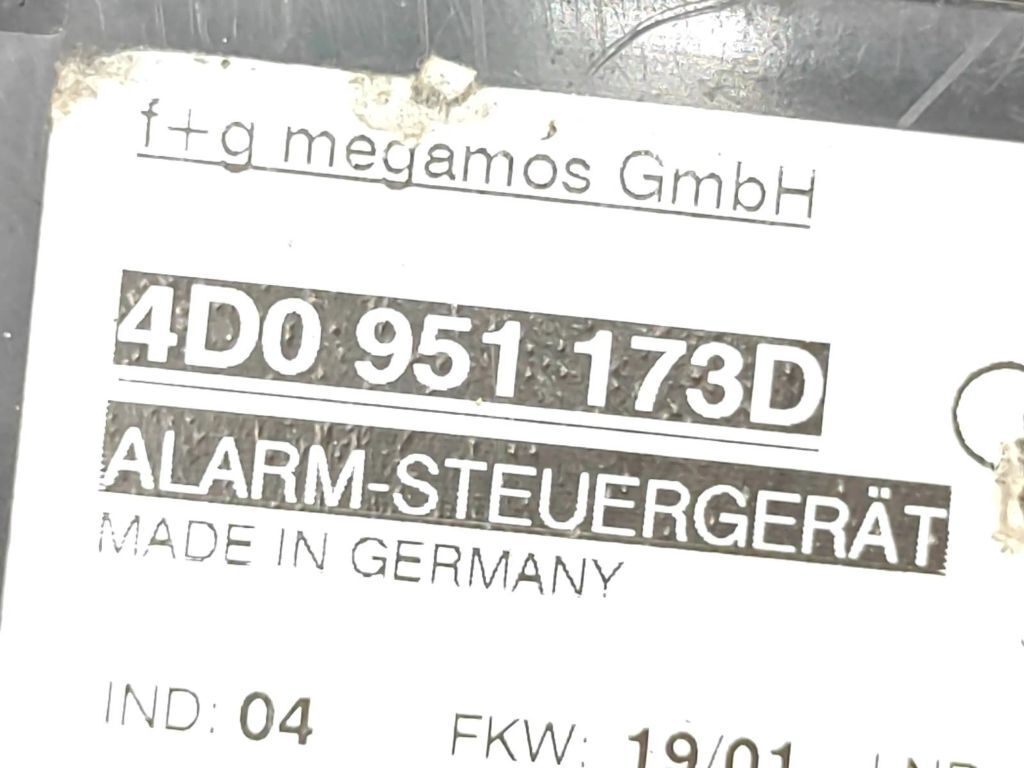 f+g megamos GmbH
4D0 951 173D
ALARM-STEUERGERÄT
MADE IN GERMANY
IND: 04 FKW: 19/01